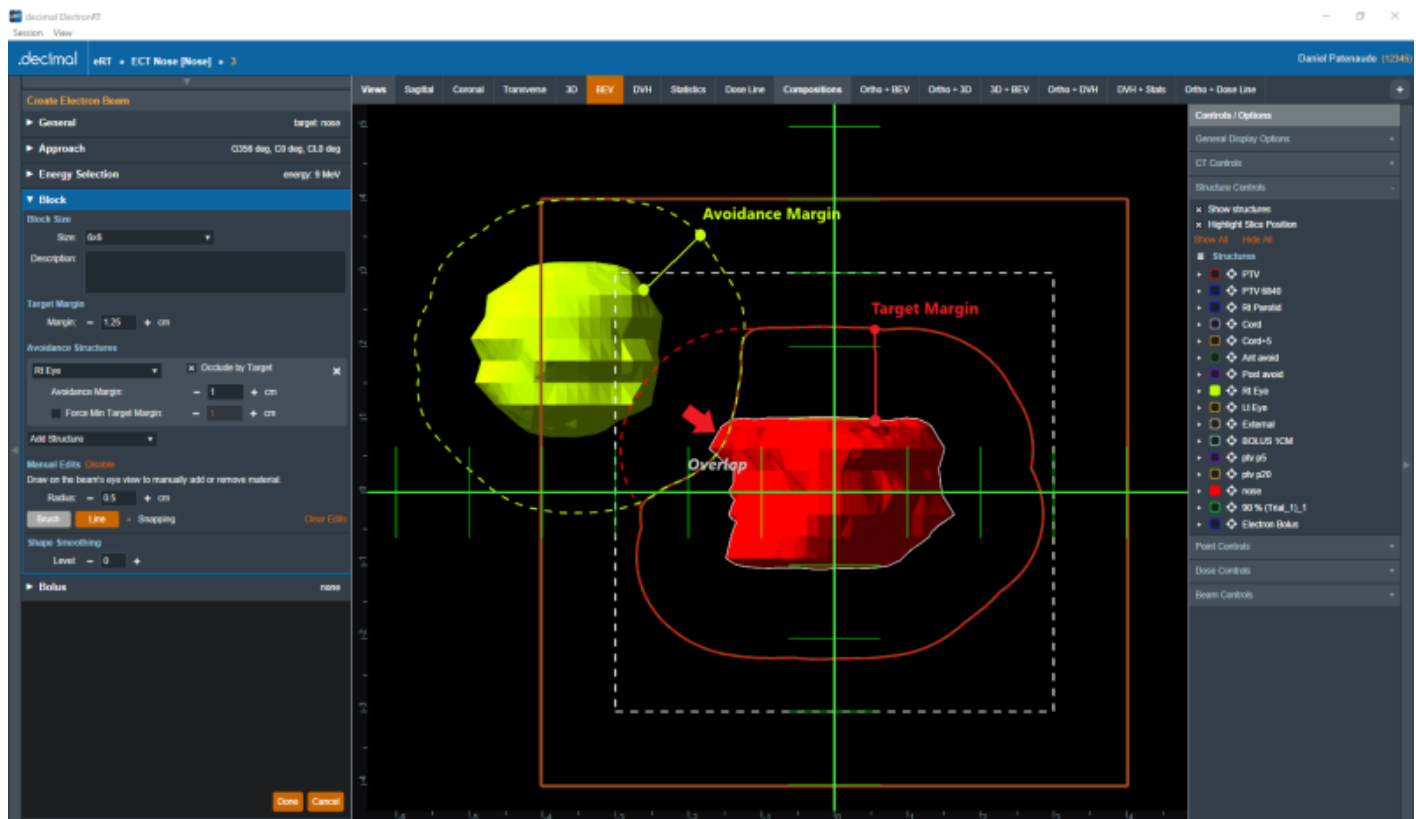 decimal ElectronRT
Session View
.decimal eRT • ECT Nose [Nose] • 3
Daniel Patenaude (12345)
Create Electron Beam
General target: nose
Approach G356 deg, C0 deg, CL0 deg
Energy Selection energy: 9 MeV
Block
Block Size
Size: 6x6
Description:
Target Margin
Margin: − 1.25 + cm
Avoidance Structures
Rt Eye Occlude by Target
Avoidance Margin: − 1 + cm
Force Min Target Margin: − 1 + cm
Add Structure
Manual Edits Disable
Draw on the beam's eye view to manually add or remove material.
Radius: − 0.5 + cm
Brush Line Snapping Clear Edits
Shape Smoothing
Level: − 0 +
Bolus none
Done Cancel
Views Sagittal Coronal Transverse 3D BEV DVH Statistics Dose Line Compositions Ortho + BEV Ortho + 3D 3D + BEV Ortho + DVH DVH + Stats Ortho + Dose Line
Avoidance Margin
Target Margin
Overlap
Controls / Options
General Display Options
CT Controls
Structure Controls
Show structures
Highlight Slice Position
Show All Hide All
Structures
PTV
PTV 6840
Rt Parotid
Cord
Cord+5
Ant avoid
Post avoid
Rt Eye
Lt Eye
External
BOLUS 1CM
ptv p5
ptv p20
nose
90 % (Trial_1)_1
Electron Bolus
Point Controls
Dose Controls
Beam Controls